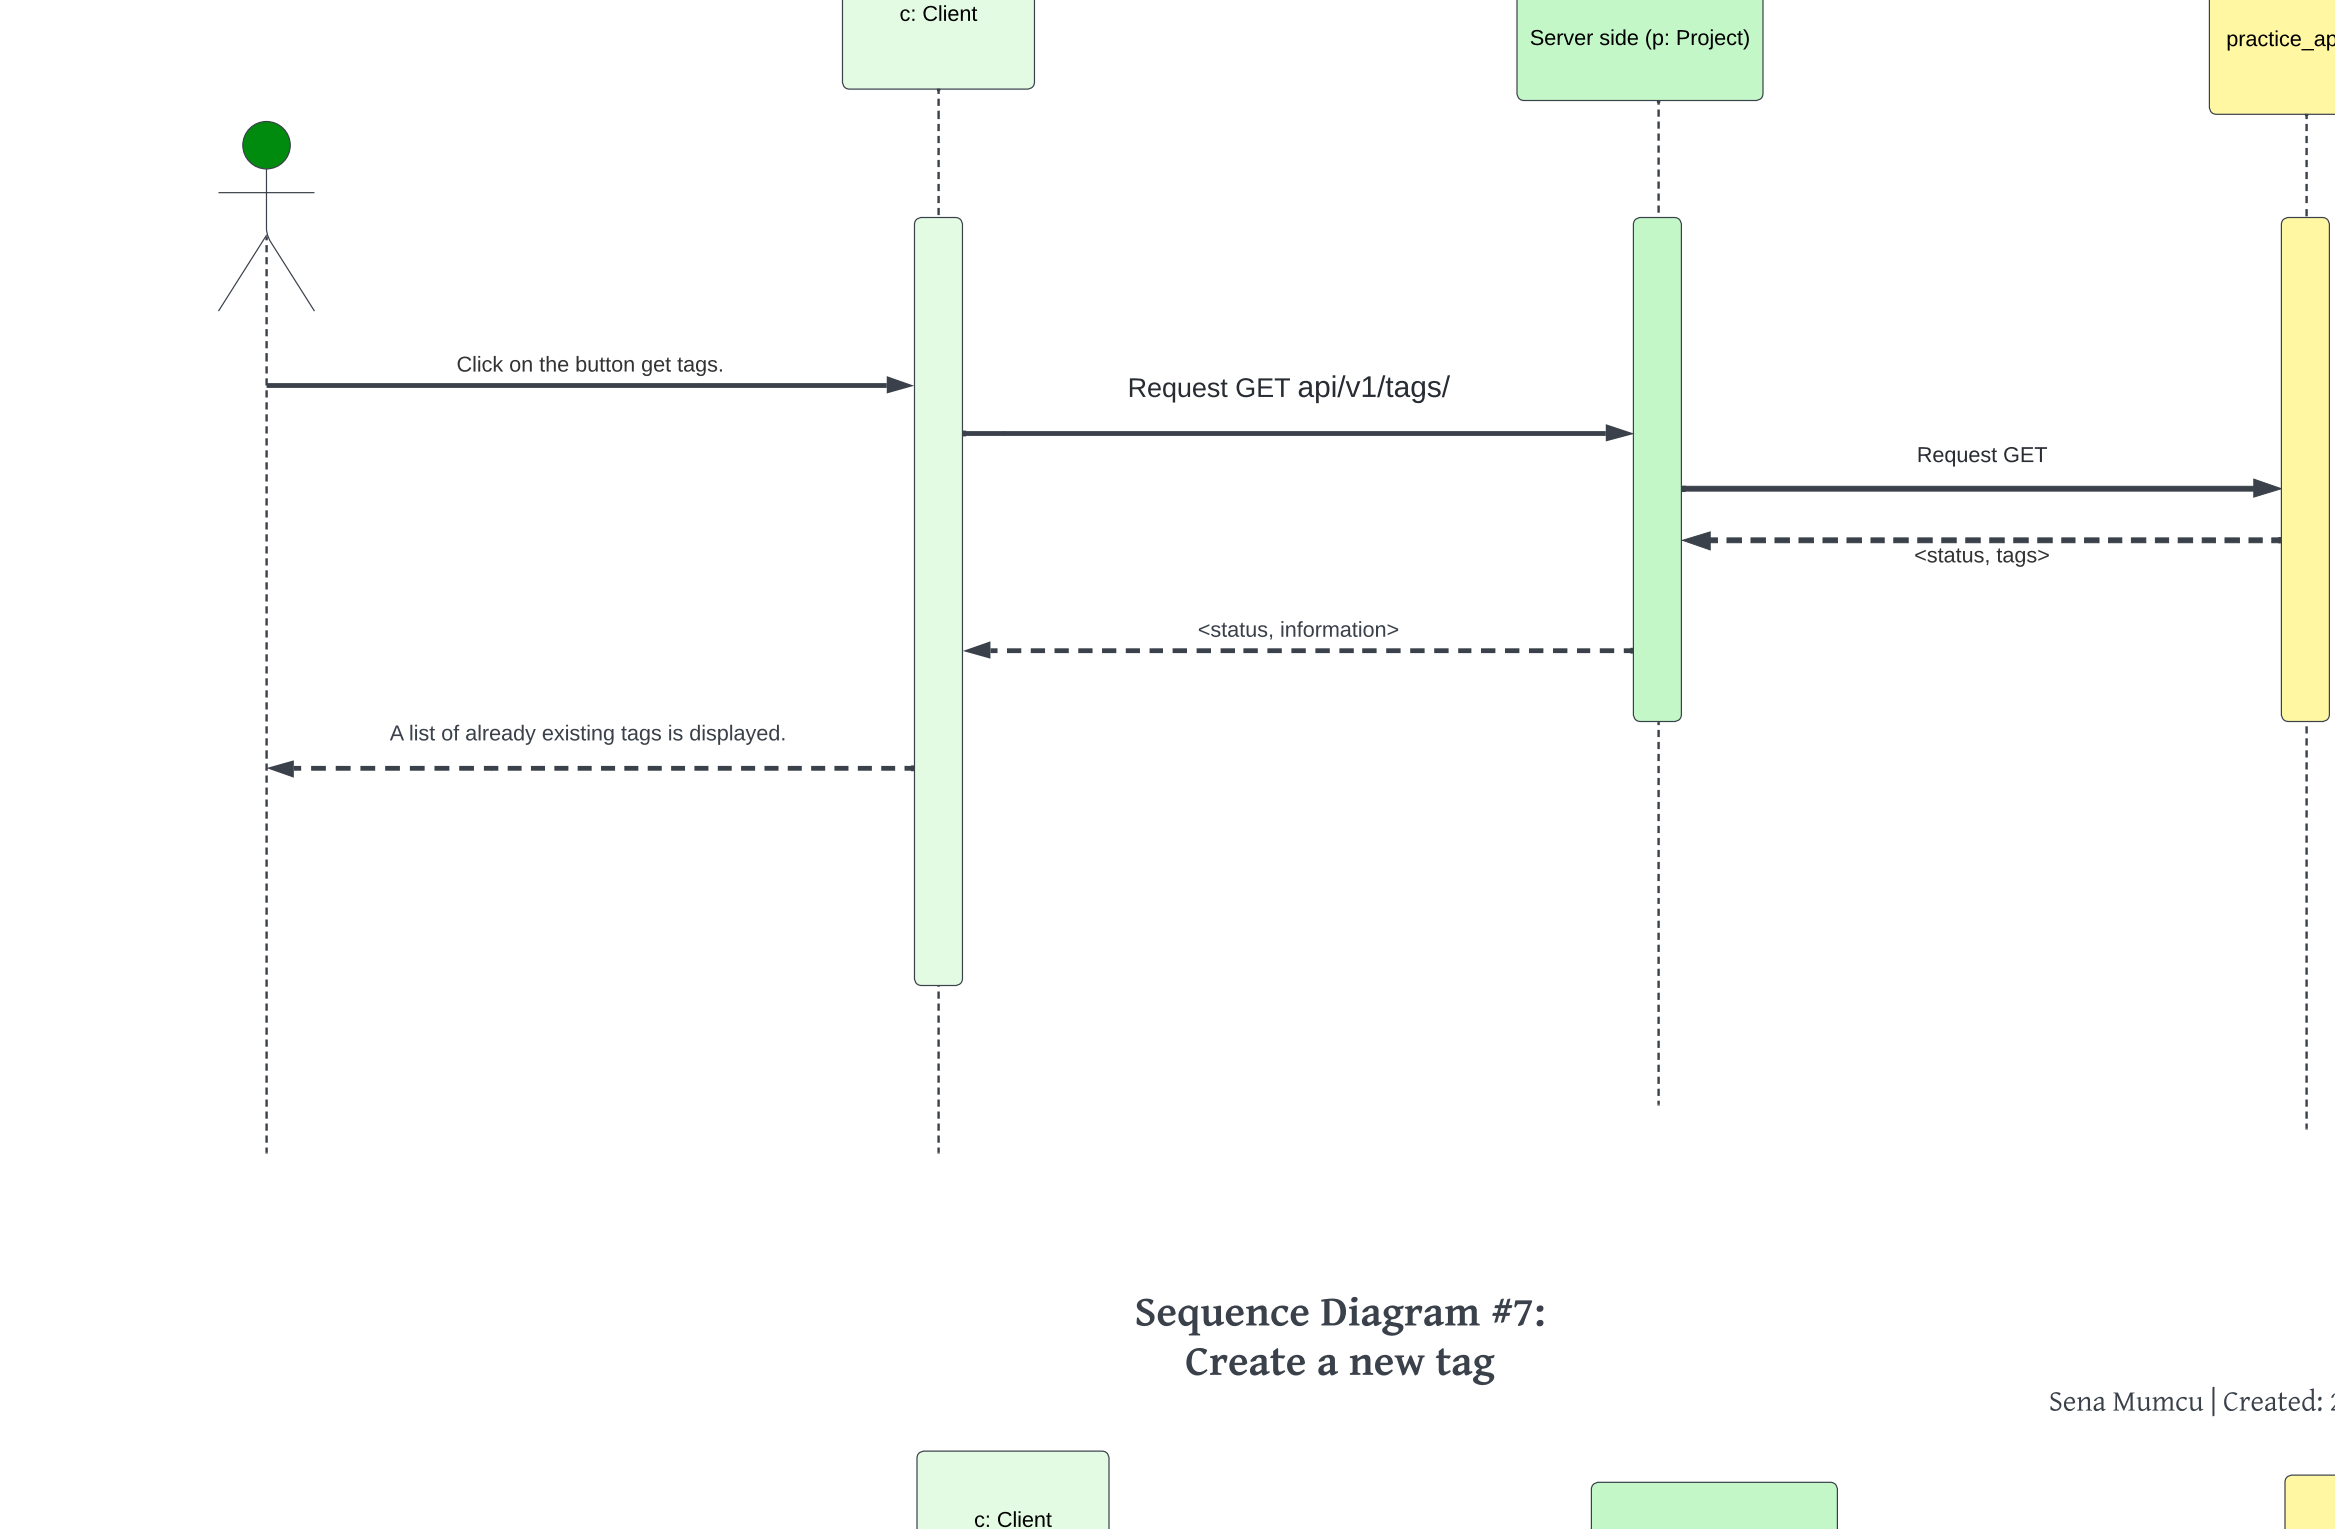 c: Client
Server side (p: Project)
Click on the button get tags.
Request GET api/v1/tags/
Request GET
<status, tags>
<status, information>
A list of already existing tags is displayed.
Sequence Diagram #7:
Create a new tag
Sena Mumcu | Created:
c: Client